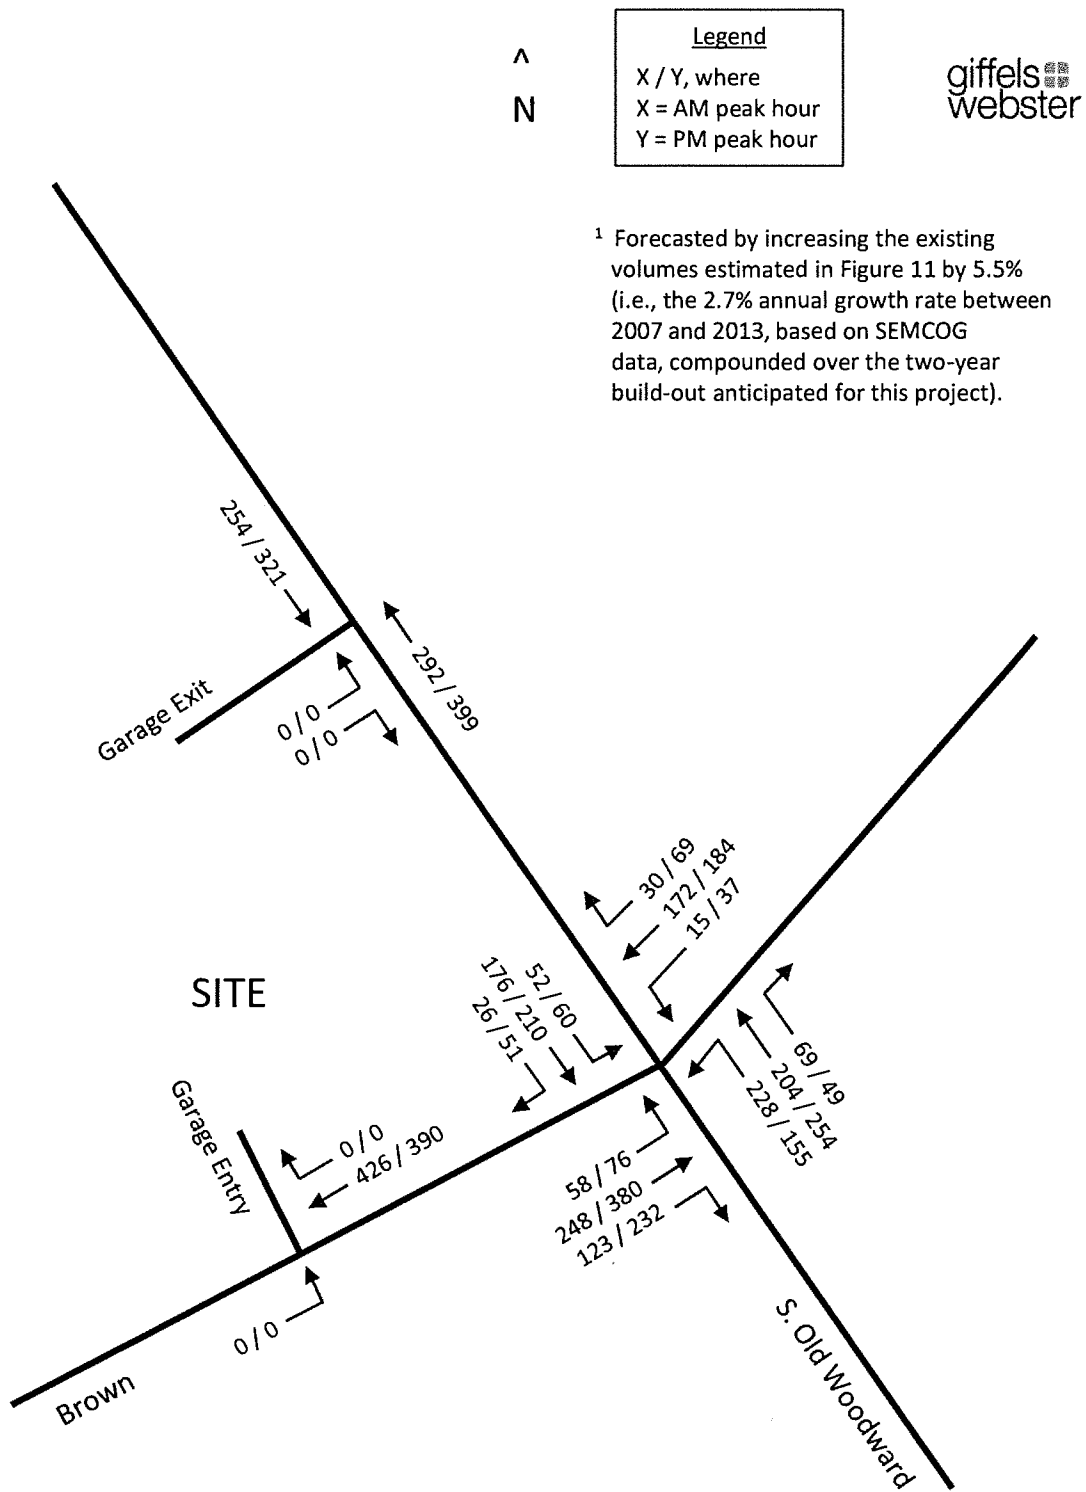 ^
N
Legend
X / Y, where
X = AM peak hour
Y = PM peak hour
giffels
webster
1 Forecasted by increasing the existing
volumes estimated in Figure 11 by 5.5%
(i.e., the 2.7% annual growth rate between
2007 and 2013, based on SEMCOG
data, compounded over the two-year
build-out anticipated for this project).
254 / 321
292 / 399
Garage Exit
0 / 0
0 / 0
30 / 69
172 / 184
15 / 37
SITE
52 / 60
176 / 210
26 / 51
69 / 49
204 / 254
228 / 155
Garage Entry
0 / 0
426 / 390
58 / 76
248 / 380
123 / 232
0 / 0
Brown
S. Old Woodward